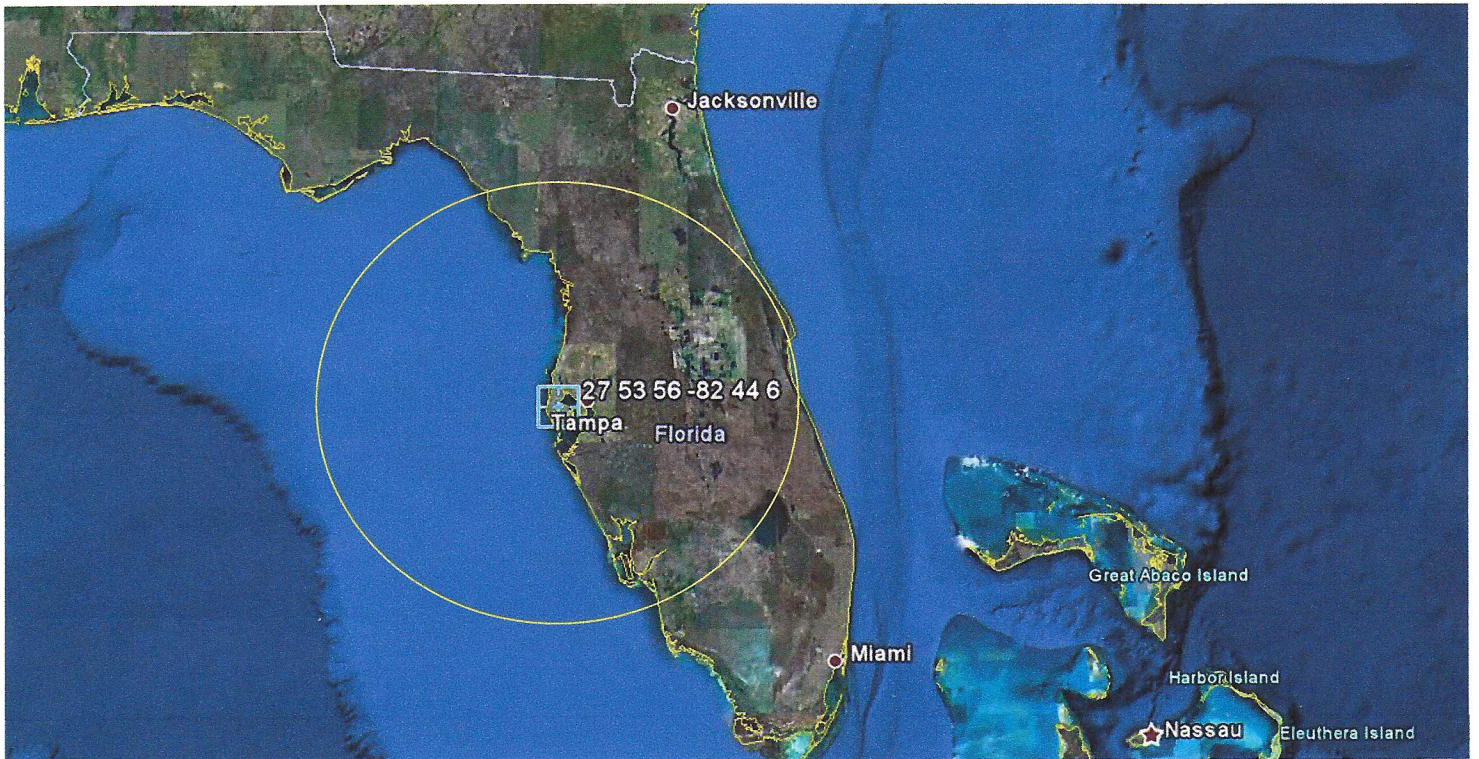 Jacksonville
27 53 56 -82 44 6
Tampa
Florida
Great Abaco Island
Miami
Harbor Island
Nassau
Eleuthera Island